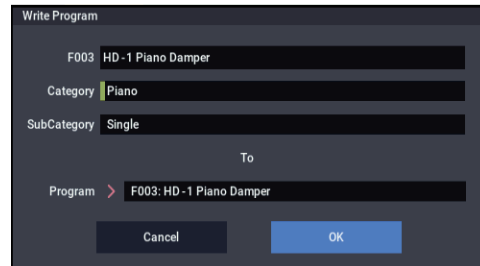 Write Program
F003 HD-1 Piano Damper
Category Piano
SubCategory Single
To
Program > F003: HD-1 Piano Damper
Cancel OK